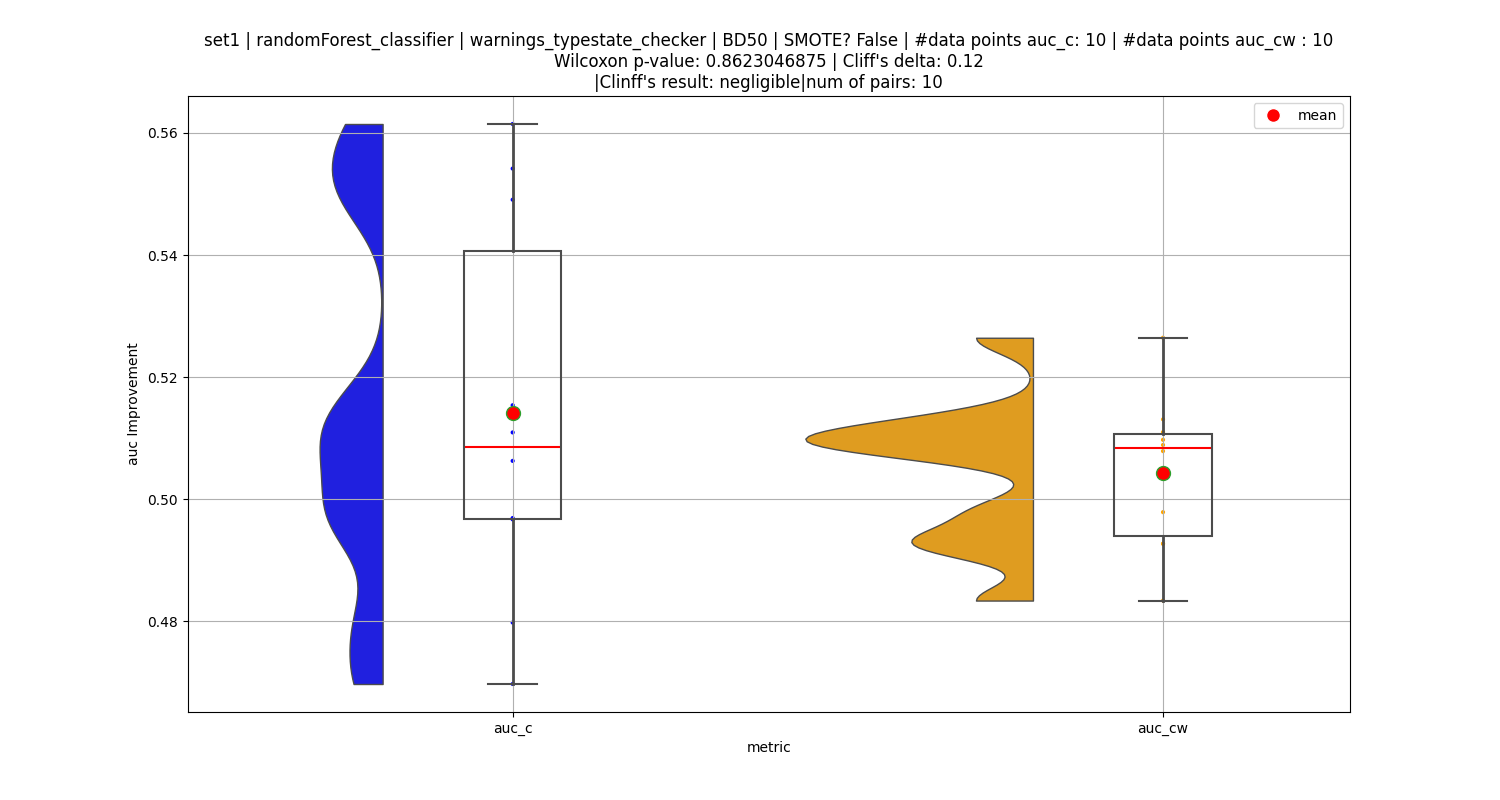 set1 | randomForest_classifier | warnings_typestate_checker | BD50 | SMOTE? False | #data points auc_c: 10 | #data points auc_cw : 10
Wilcoxon p-value: 0.8623046875 | Cliff's delta: 0.12
|Clinff's result: negligible|num of pairs: 10
mean
0.56
0.54
0.52
0.50
0.48
auc Improvement
auc_c
auc_cw
metric